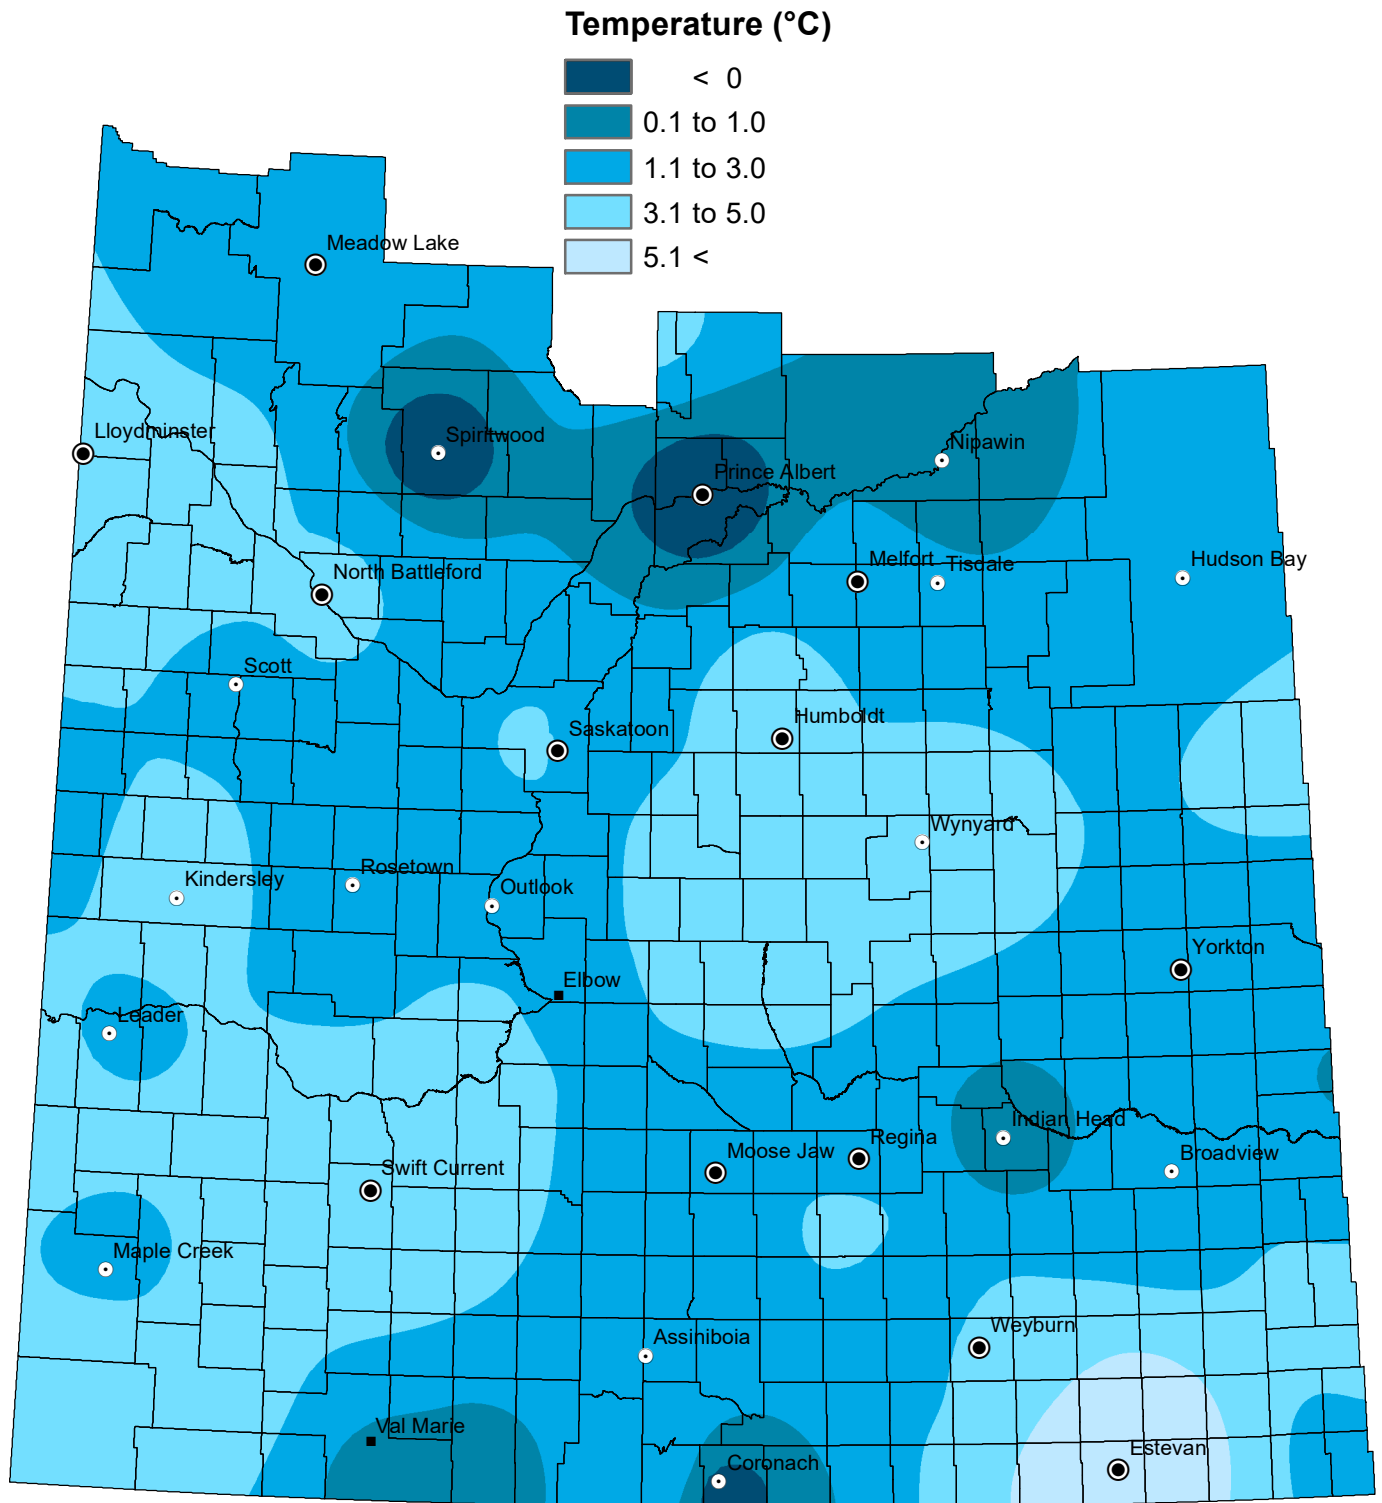 Temperature (°C)
< 0
0.1 to 1.0
1.1 to 3.0
3.1 to 5.0
5.1 <
Meadow Lake
Lloydminster
Spiritwood
Nipawin
Prince Albert
Melfort
Tisdale
Hudson Bay
North Battleford
Scott
Saskatoon
Humboldt
Wynyard
Kindersley
Rosetown
Outlook
Yorkton
Elbow
Leader
Indian Head
Regina
Moose Jaw
Broadview
Swift Current
Maple Creek
Weyburn
Assiniboia
Val Marie
Estevan
Coronach